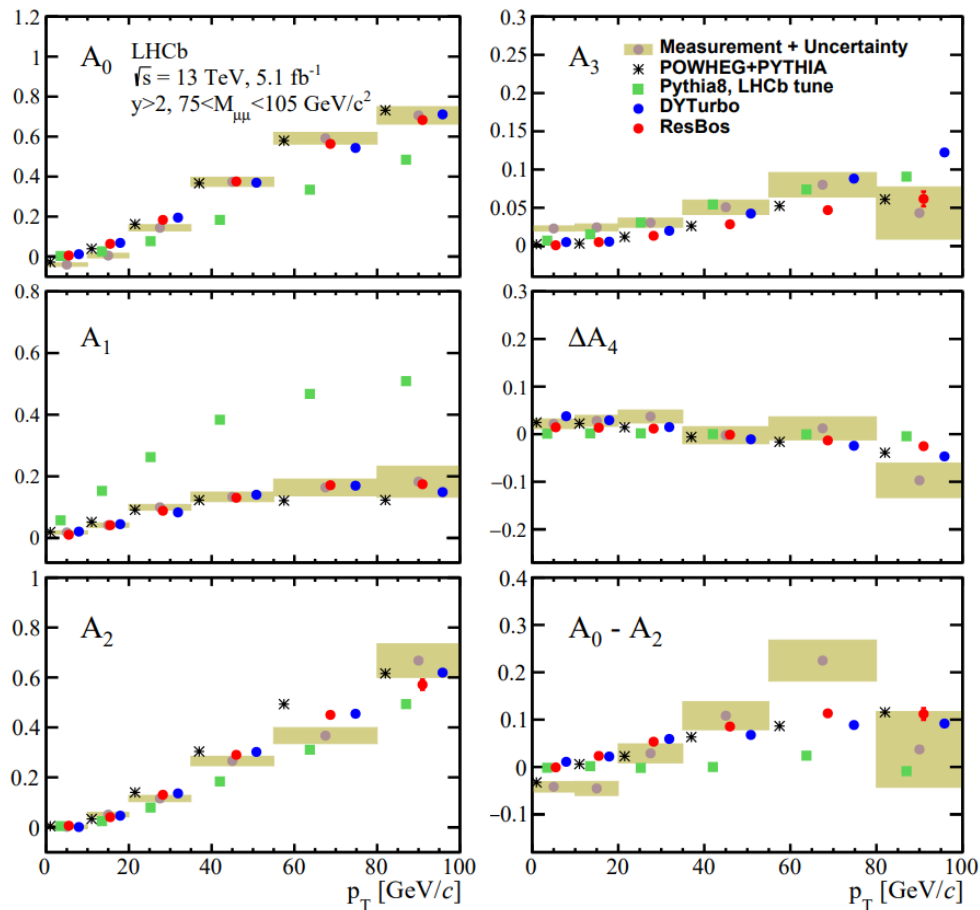 A₀
LHCb
√s = 13 TeV, 5.1 fb⁻¹
y>2, 75<M_μμ<105 GeV/c²
1.2
1
0.8
0.6
0.4
0.2
0
A₃
Measurement + Uncertainty
POWHEG+PYTHIA
Pythia8, LHCb tune
DYTurbo
ResBos
0.3
0.25
0.2
0.15
0.1
0.05
0
A₁
0.8
0.6
0.4
0.2
0
ΔA₄
0.3
0.2
0.1
0
−0.1
−0.2
A₂
1
0.8
0.6
0.4
0.2
0
0 20 40 60 80 100
p_T [GeV/c]
A₀ - A₂
0.4
0.3
0.2
0.1
0
−0.1
0 20 40 60 80 100
p_T [GeV/c]